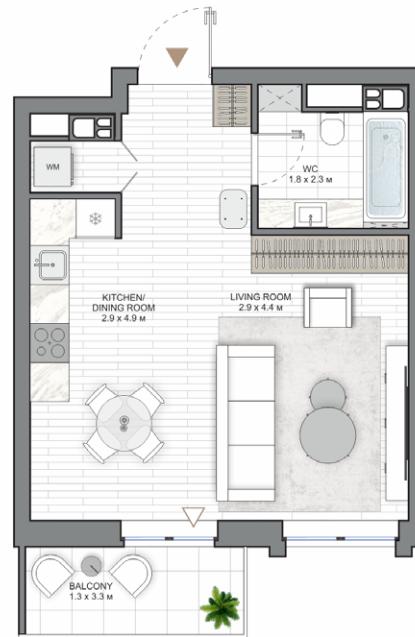 WM
WC
1.8 x 2.3 м
KITCHEN/
DINING ROOM
2.9 x 4.9 м
LIVING ROOM
2.9 x 4.4 м
BALCONY
1.3 x 3.3 м